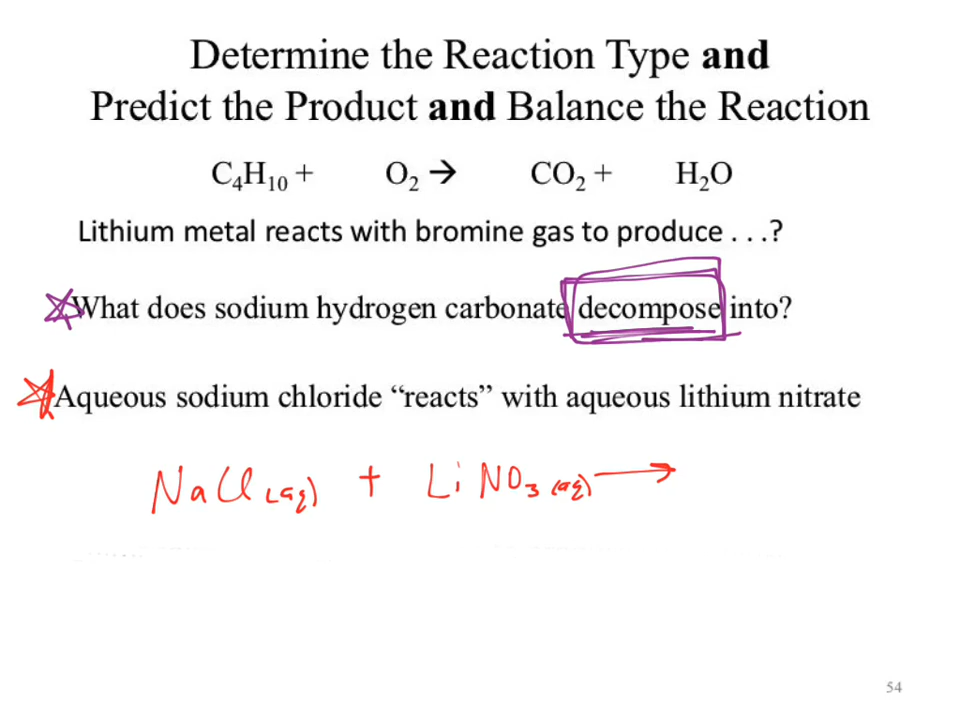 Determine the Reaction Type and
Predict the Product and Balance the Reaction
C₄H₁₀ + O₂ → CO₂ + H₂O
Lithium metal reacts with bromine gas to produce . . .?
What does sodium hydrogen carbonate decompose into?
Aqueous sodium chloride “reacts” with aqueous lithium nitrate
NaCl(aq) + LiNO₃(aq) →
54